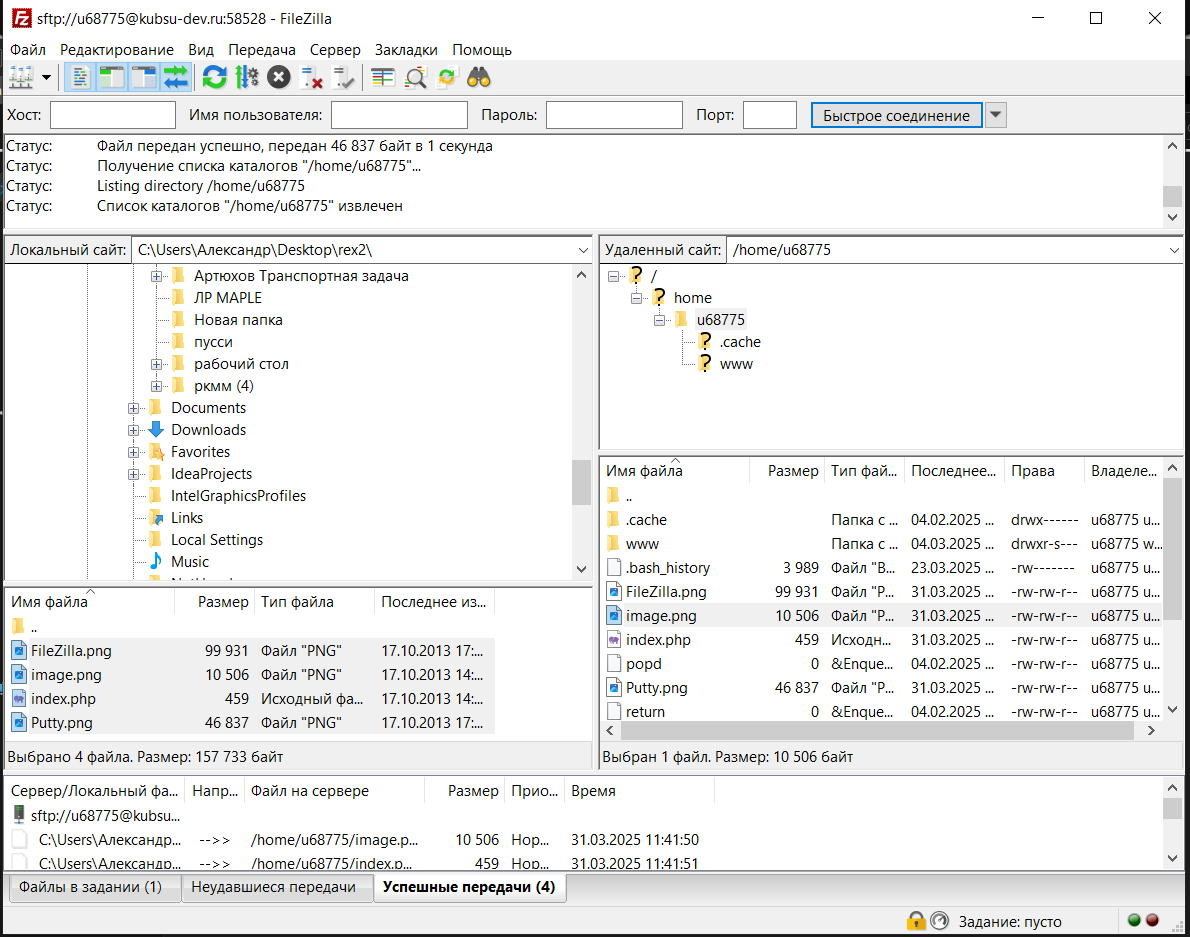 sftp://u68775@kubsu-dev.ru:58528 - FileZilla
Файл Редактирование Вид Передача Сервер Закладки Помощь
Хост: Имя пользователя: Пароль: Порт: Быстрое соединение
Статус: Файл передан успешно, передан 46 837 байт в 1 секунда
Статус: Получение списка каталогов "/home/u68775"...
Статус: Listing directory /home/u68775
Статус: Список каталогов "/home/u68775" извлечен
Локальный сайт: C:\Users\Александр\Desktop\rex2\
Артюхов Транспортная задача
ЛР MAPLE
Новая папка
пусси
рабочий стол
ркмм (4)
Documents
Downloads
Favorites
IdeaProjects
IntelGraphicsProfiles
Links
Local Settings
Music
Имя файла Размер Тип файла Последнее из...
..
FileZilla.png 99 931 Файл "PNG" 17.10.2013 17:...
image.png 10 506 Файл "PNG" 17.10.2013 14:...
index.php 459 Исходный фа... 17.10.2013 14:...
Putty.png 46 837 Файл "PNG" 17.10.2013 17:...
Выбрано 4 файла. Размер: 157 733 байт
Удаленный сайт: /home/u68775
/
home
u68775
.cache
www
Имя файла Размер Тип фай... Последнее... Права Владеле...
..
.cache Папка с ... 04.02.2025 ... drwx------ u68775 u...
www Папка с ... 04.03.2025 ... drwxr-s--- u68775 w...
.bash_history 3 989 Файл "B... 23.03.2025 ... -rw------- u68775 u...
FileZilla.png 99 931 Файл "P... 31.03.2025 ... -rw-rw-r-- u68775 u...
image.png 10 506 Файл "P... 31.03.2025 ... -rw-rw-r-- u68775 u...
index.php 459 Исходн... 31.03.2025 ... -rw-rw-r-- u68775 u...
popd 0 &Enque... 04.02.2025 ... -rw-rw-r-- u68775 u...
Putty.png 46 837 Файл "P... 31.03.2025 ... -rw-rw-r-- u68775 u...
return 0 &Enque... 04.02.2025 ... -rw-rw-r-- u68775 u...
Выбран 1 файл. Размер: 10 506 байт
Сервер/Локальный фа... Напр... Файл на сервере Размер Прио... Время
sftp://u68775@kubsu...
C:\Users\Александр... -->> /home/u68775/image.p... 10 506 Нор... 31.03.2025 11:41:50
C:\Users\Александр... -->> /home/u68775/index.p... 459 Нор... 31.03.2025 11:41:51
Файлы в задании (1) Неудавшиеся передачи Успешные передачи (4)
Задание: пусто